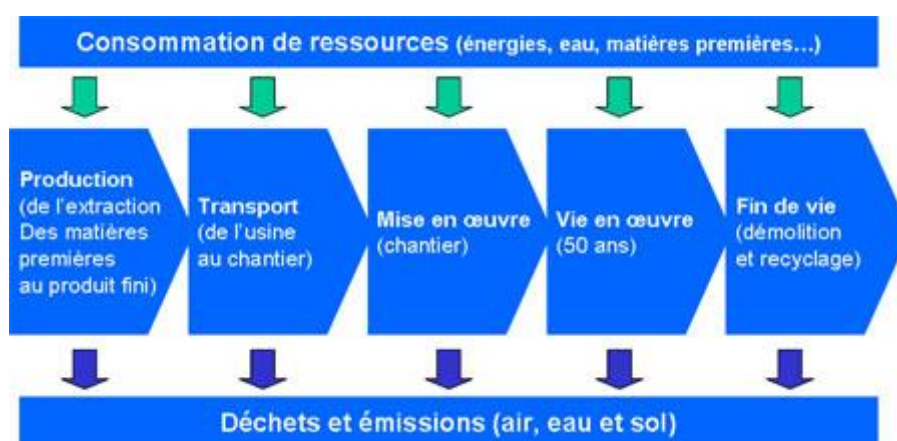 Consommation de ressources (énergies, eau, matières premières...)
Production
(de l'extraction
Des matières
premières
au produit fini)
Transport
(de l'usine
au chantier)
Mise en œuvre
(chantier)
Vie en œuvre
(50 ans)
Fin de vie
(démolition
et recyclage)
Déchets et émissions (air, eau et sol)